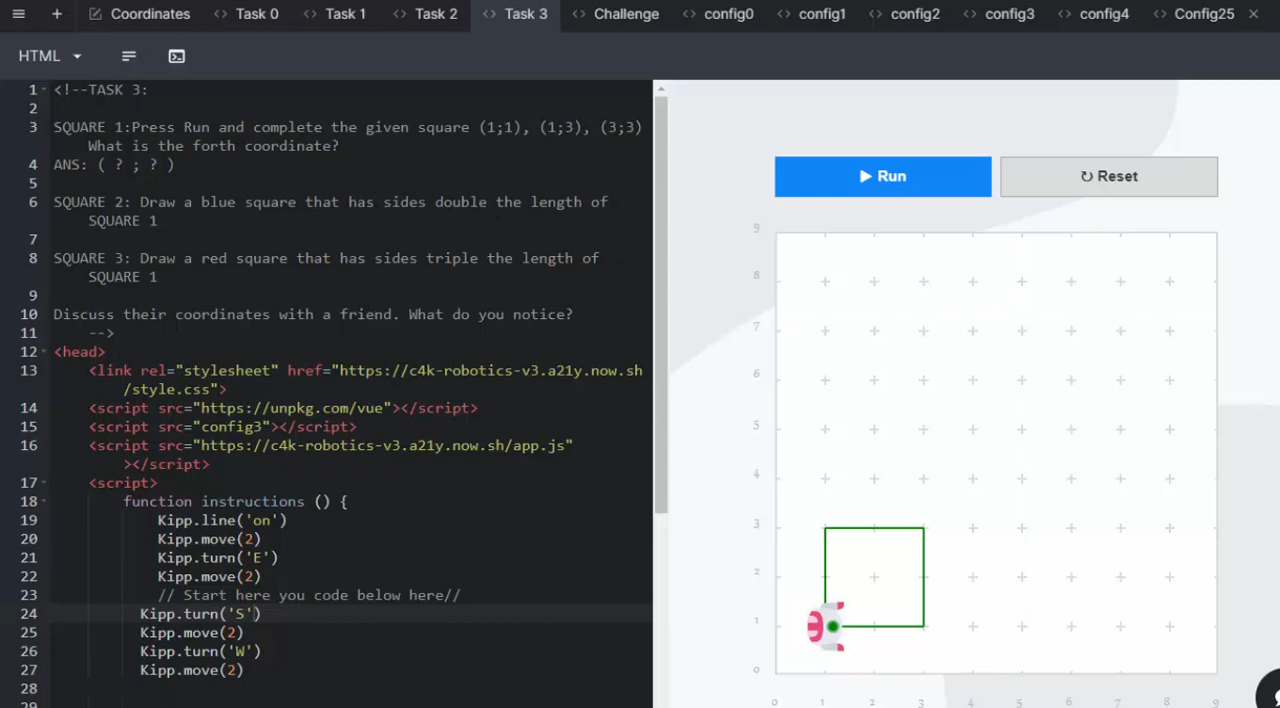 Coordinates <> Task 0 <> Task 1 <> Task 2 <> Task 3 <> Challenge <> config0 <> config1 <> config2 <> config3 <> config4 <> Config25
HTML
1 <!--TASK 3:
2
3 SQUARE 1:Press Run and complete the given square (1;1), (1;3), (3;3)
What is the forth coordinate?
4 ANS: ( ? ; ? )
5
6 SQUARE 2: Draw a blue square that has sides double the length of
SQUARE 1
7
8 SQUARE 3: Draw a red square that has sides triple the length of
SQUARE 1
9
10 Discuss their coordinates with a friend. What do you notice?
11 -->
12 <head>
13 <link rel="stylesheet" href="https://c4k-robotics-v3.a21y.now.sh
/style.css">
14 <script src="https://unpkg.com/vue"></script>
15 <script src="config3"></script>
16 <script src="https://c4k-robotics-v3.a21y.now.sh/app.js"
></script>
17 <script>
18 function instructions () {
19 Kipp.line('on')
20 Kipp.move(2)
21 Kipp.turn('E')
22 Kipp.move(2)
23 // Start here you code below here//
24 Kipp.turn('S')
25 Kipp.move(2)
26 Kipp.turn('W')
27 Kipp.move(2)
28
29
Run
Reset
9
8
7
6
5
4
3
2
1
0
0 1 2 3 4 5 6 7 8 9